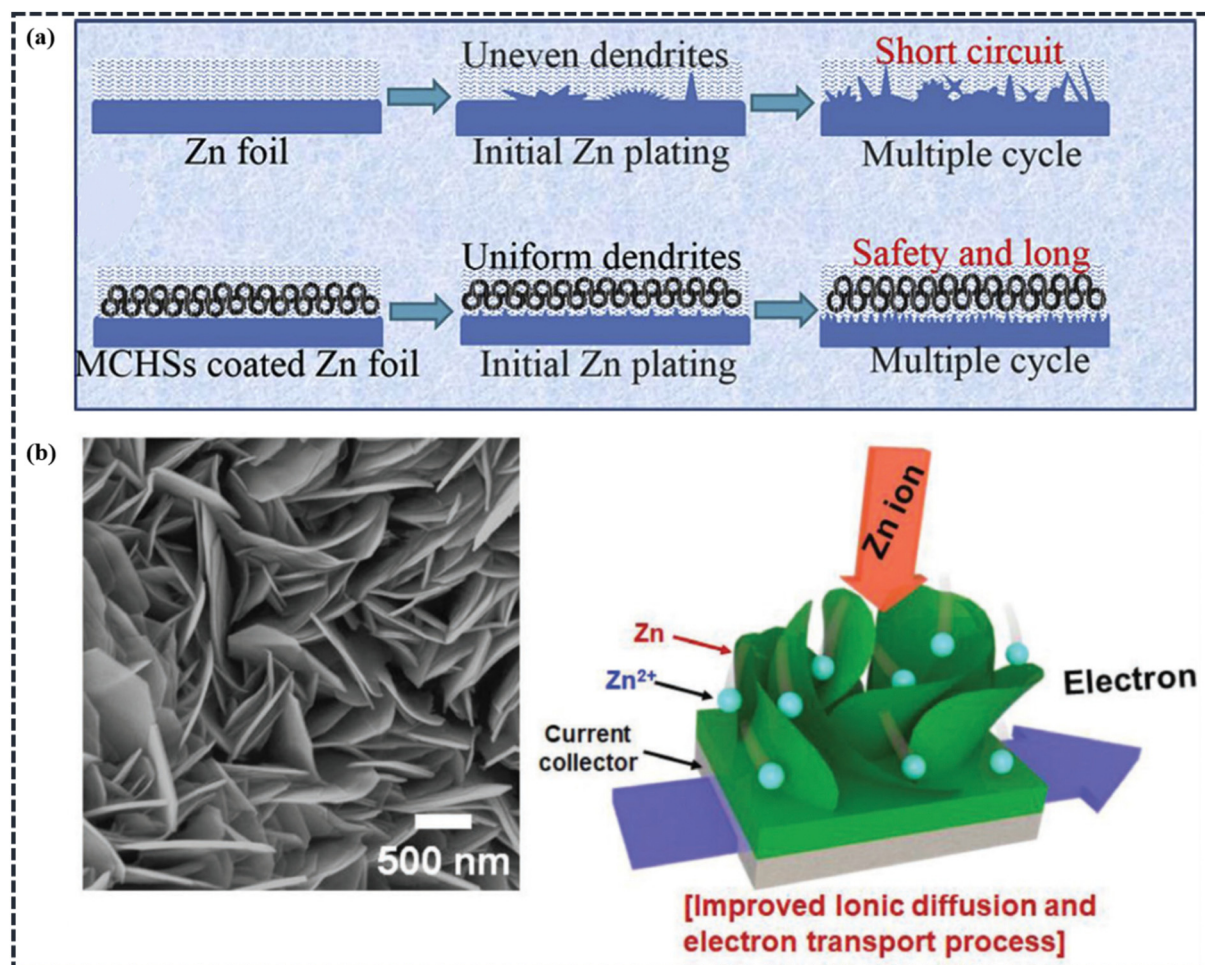 (a)
Uneven dendrites
Short circuit
Zn foil
Initial Zn plating
Multiple cycle
Uniform dendrites
Safety and long
MCHSs coated Zn foil
Initial Zn plating
Multiple cycle
(b)
500 nm
Zn ion
Zn
Zn²⁺
Current
collector
Electron
[Improved Ionic diffusion and
electron transport process]